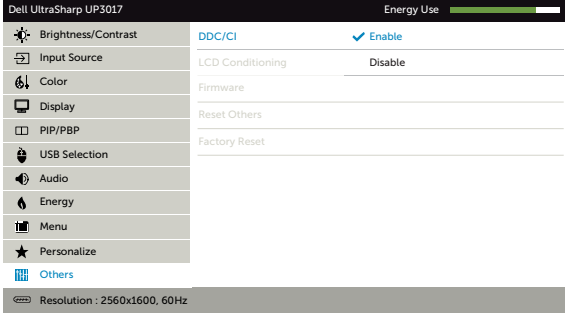 Dell UltraSharp UP3017
Energy Use
Brightness/Contrast
Input Source
Color
Display
PIP/PBP
USB Selection
Audio
Energy
Menu
Personalize
Others
DDC/CI
Enable
LCD Conditioning
Disable
Firmware
Reset Others
Factory Reset
Resolution : 2560x1600, 60Hz